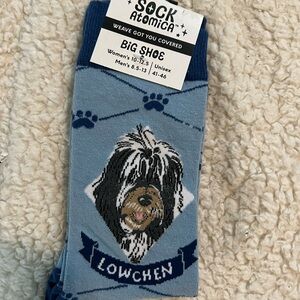 SOCK
ATOMICA
WEAVE GOT YOU COVERED
BIG SHOE
Women's 10-12.5
Men's 8.5-13
Unisex
41-46
LOWCHEN